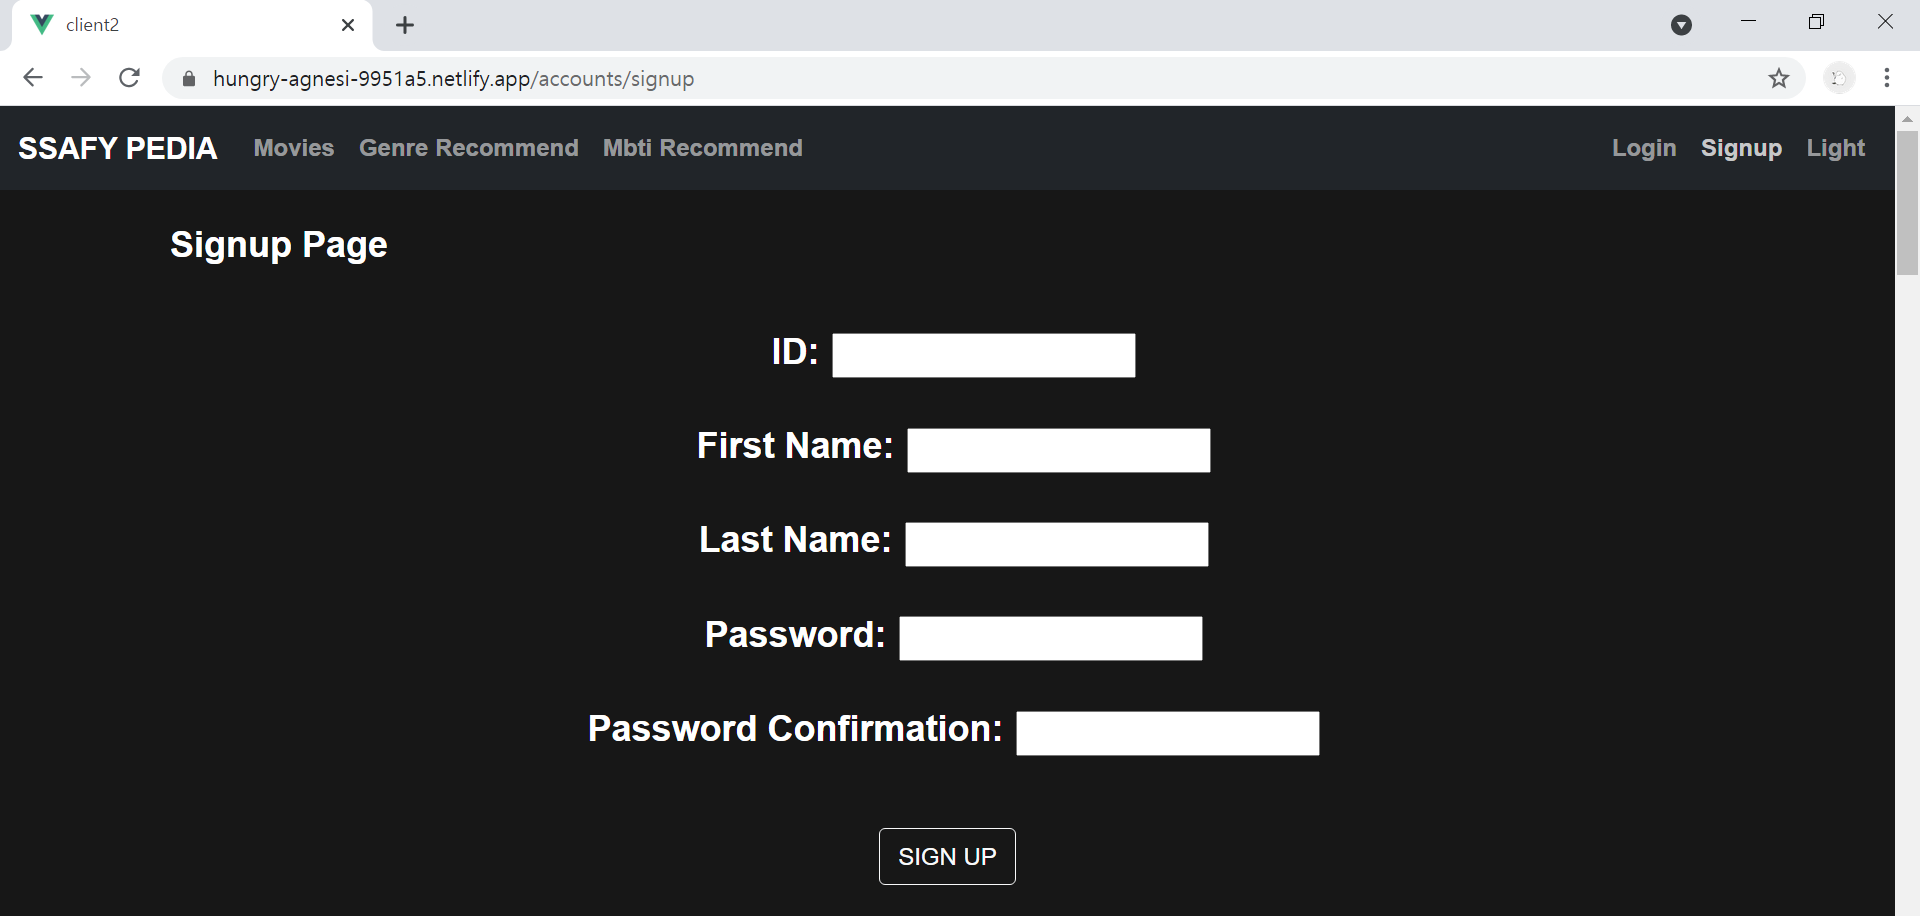 client2
hungry-agnesi-9951a5.netlify.app/accounts/signup
SSAFY PEDIA Movies Genre Recommend Mbti Recommend Login Signup Light
Signup Page
ID:
First Name:
Last Name:
Password:
Password Confirmation:
SIGN UP